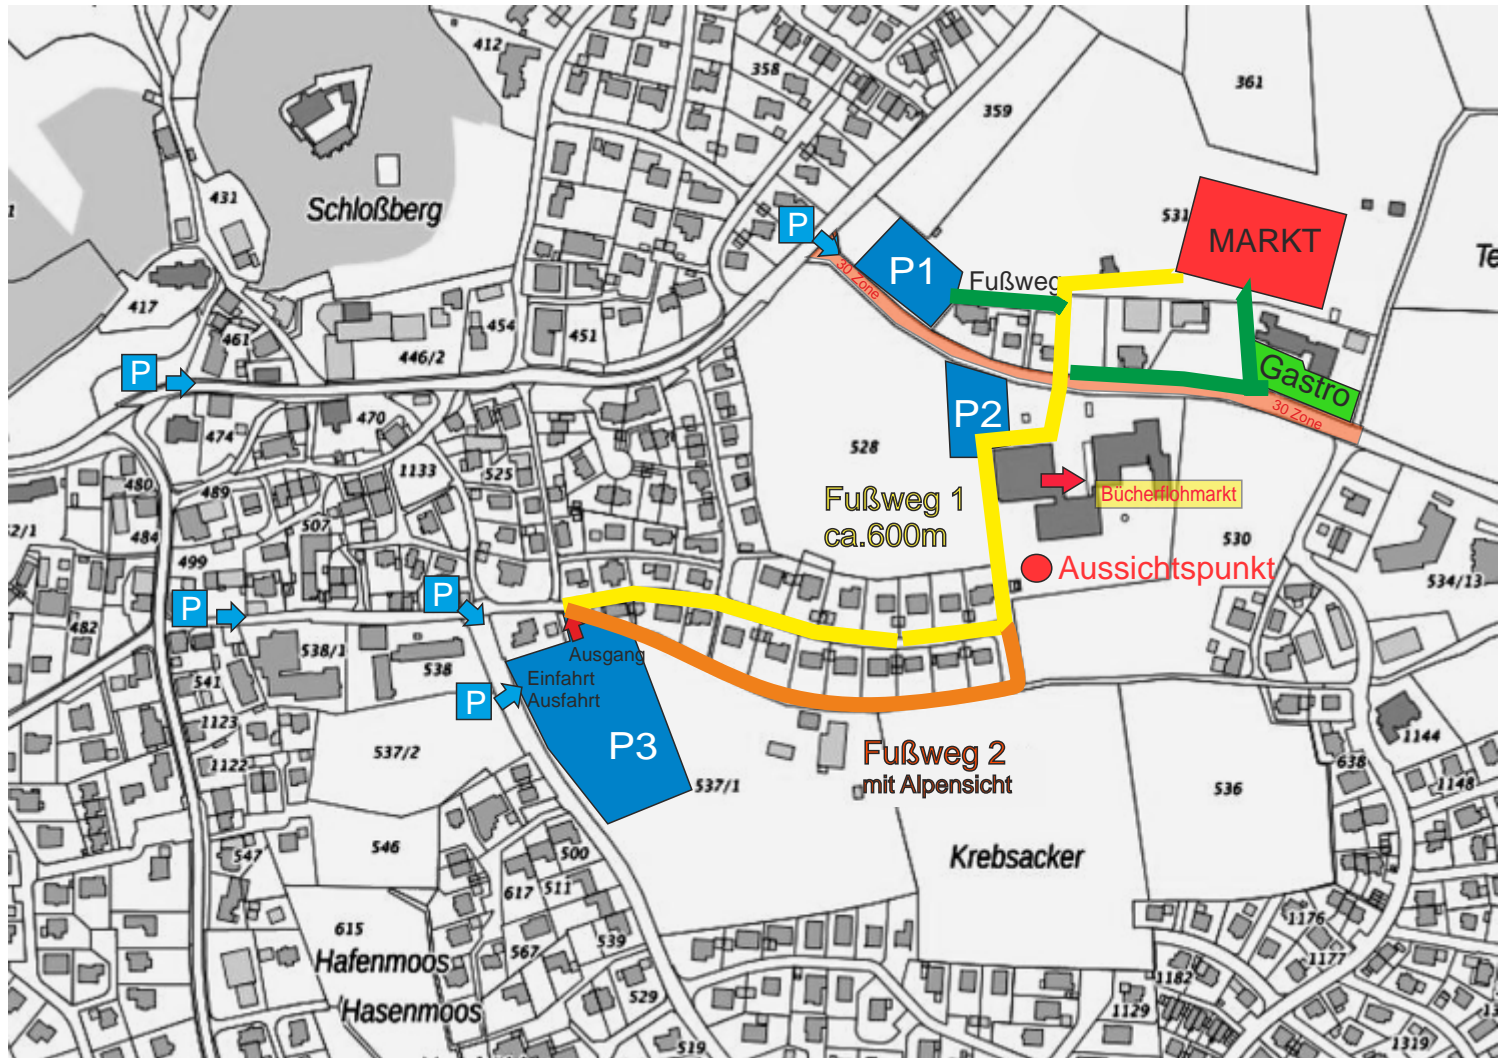 412
358
361
359
431
Schloßberg
531
MARKT
Te
P
P1
30 Zone
Fußweg
417
461
454
451
446/2
P
Gastro
30 Zone
P2
474
470
528
1133
525
480
489
507
484
499
Fußweg 1
ca.600m
Bücherflohmarkt
530
Aussichtspunkt
534/13
P
P
482
538/1
538
541
Ausgang
Einfahrt
Ausfahrt
P
1123
537/2
P3
1122
537/1
Fußweg 2
mit Alpensicht
1144
638
1148
536
546
547
500
617
511
Krebsacker
615
567
539
1176
1177
Hafenmoos
1182
529
Hasenmoos
1129
519
1319